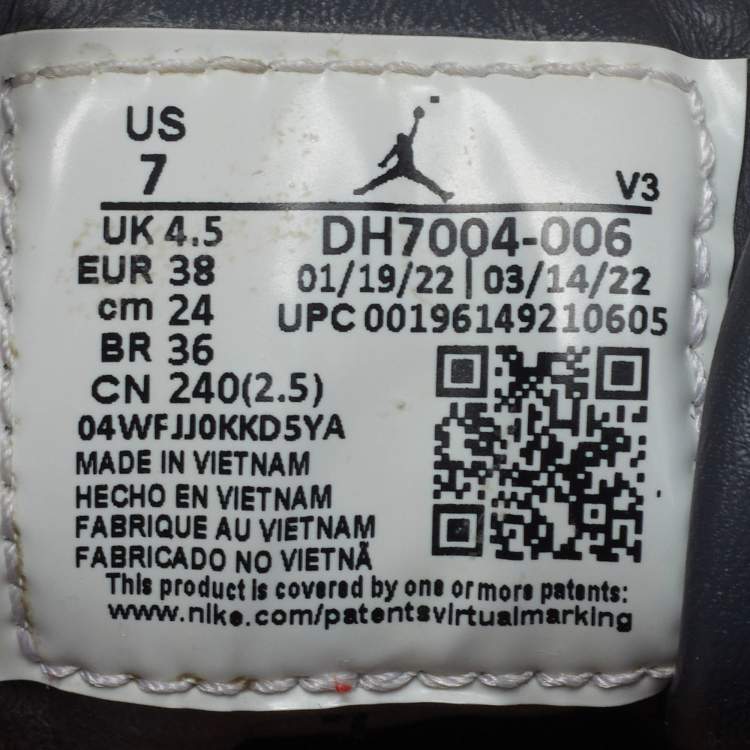 US
7
V3
UK 4.5
DH7004-006
EUR 38
01/19/22 | 03/14/22
cm 24
UPC 00196149210605
BR 36
CN 240(2.5)
04WFJJ0KKD5YA
MADE IN VIETNAM
HECHO EN VIETNAM
FABRIQUE AU VIETNAM
FABRICADO NO VIETNÃ
This product is covered by one or more patents:
www.nike.com/patentsvirtualmarking